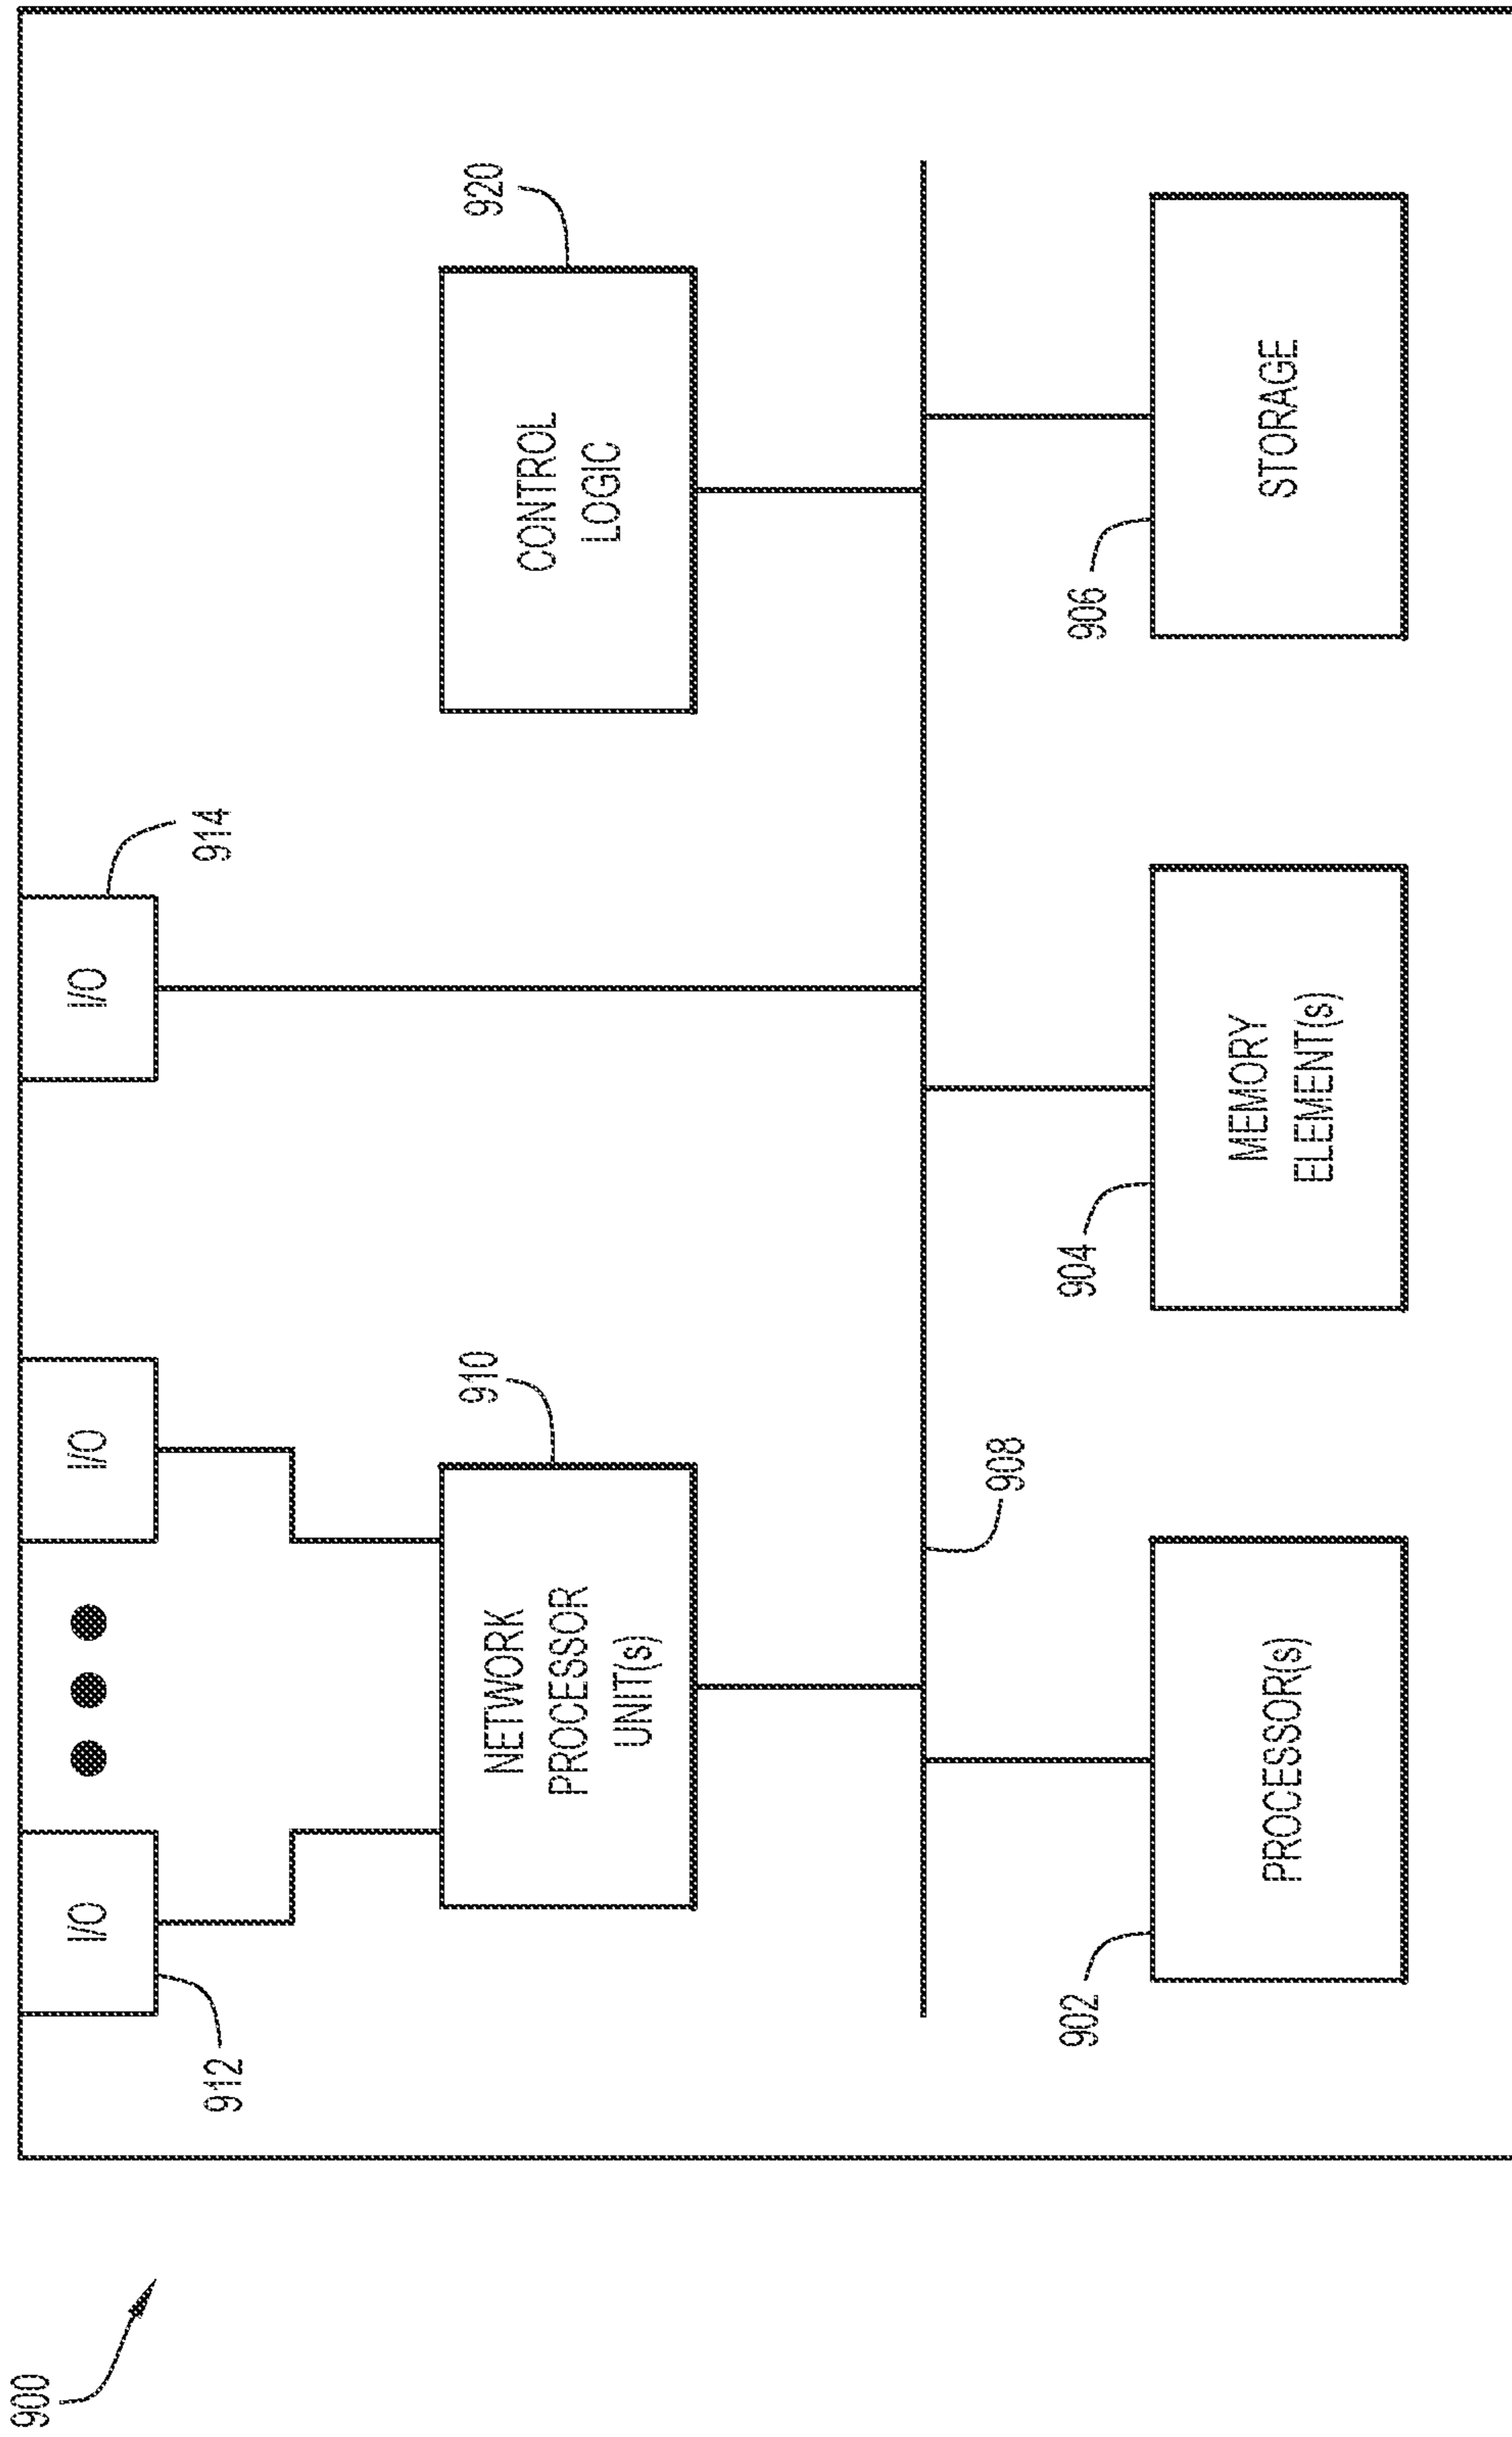 900
912
I/O
I/O
I/O
914
910
NETWORK
PROCESSOR
UNIT(s)
920
CONTROL
LOGIC
908
902
PROCESSOR(s)
904
MEMORY
ELEMENT(s)
906
STORAGE